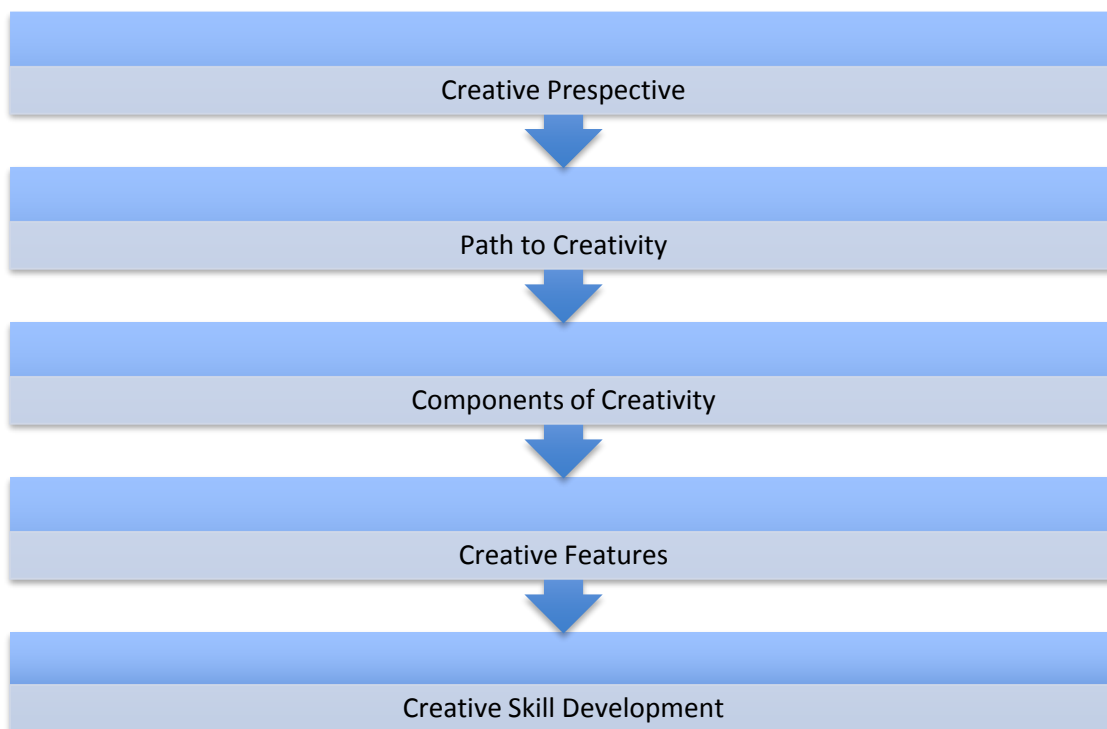 Creative Prespective
Path to Creativity
Components of Creativity
Creative Features
Creative Skill Development